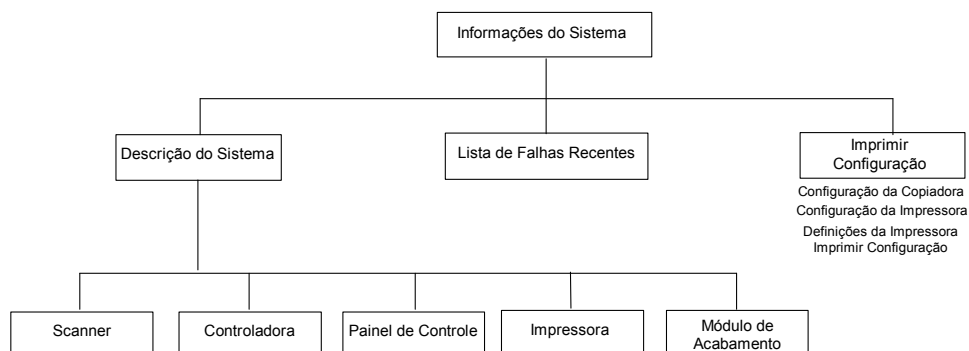 Informações do Sistema
Descrição do Sistema
Lista de Falhas Recentes
Imprimir
Configuração
Configuração da Copiadora
Configuração da Impressora
Definições da Impressora
Imprimir Configuração
Scanner
Controladora
Painel de Controle
Impressora
Módulo de
Acabamento